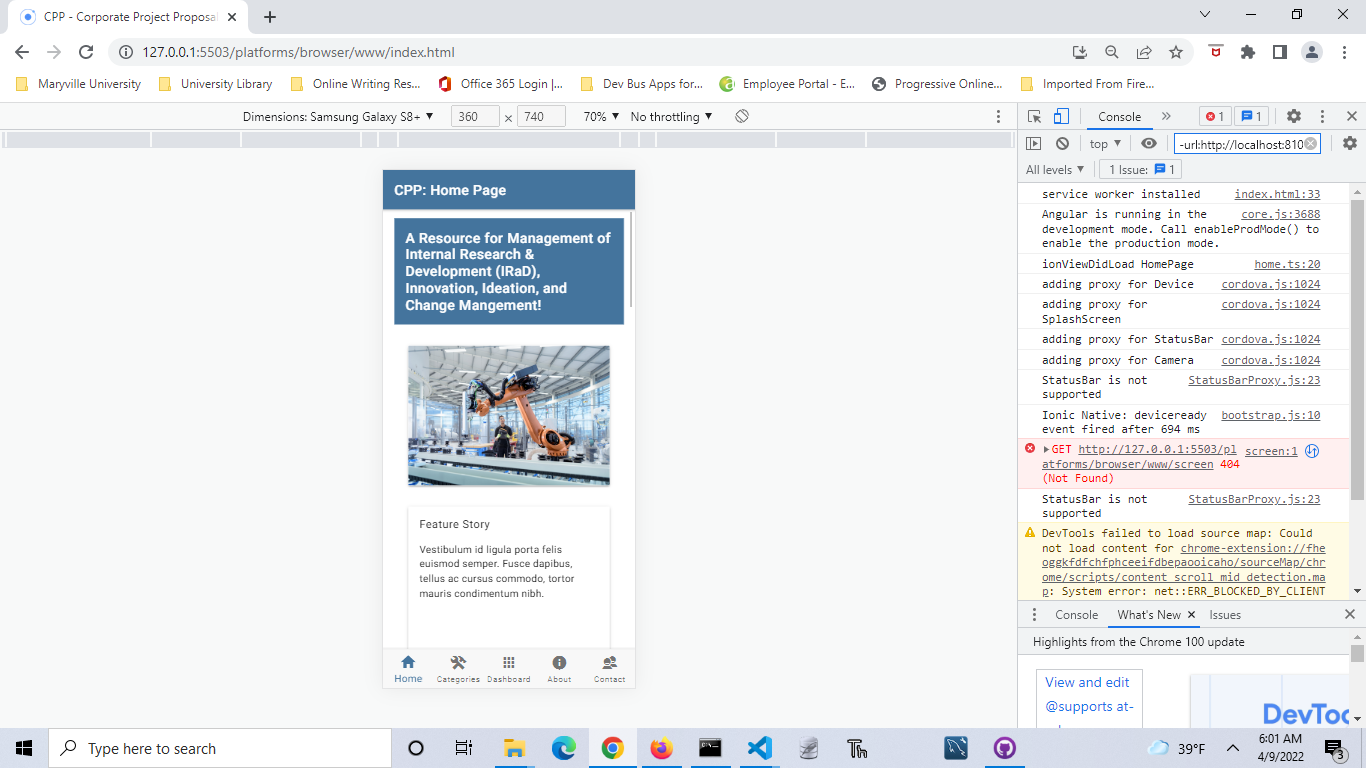 CPP - Corporate Project Proposal
127.0.0.1:5503/platforms/browser/www/index.html
Maryville University
University Library
Online Writing Res...
Office 365 Login |...
Dev Bus Apps for...
Employee Portal - E...
Progressive Online...
Imported From Fire...
Dimensions: Samsung Galaxy S8+ ▼
360 × 740
70% ▼
No throttling ▼
CPP: Home Page
A Resource for Management of
Internal Research &
Development (IRaD),
Innovation, Ideation, and
Change Mangement!
Feature Story
Vestibulum id ligula porta felis
euismod semper. Fusce dapibus,
tellus ac cursus commodo, tortor
mauris condimentum nibh.
Home
Categories
Dashboard
About
Contact
Console
»
1
1
top ▼
-url:http://localhost:810
All levels ▼
1 Issue: 1
service worker installed index.html:33
Angular is running in the core.js:3688
development mode. Call enableProdMode() to
enable the production mode.
ionViewDidLoad HomePage home.ts:20
adding proxy for Device cordova.js:1024
adding proxy for cordova.js:1024
SplashScreen
adding proxy for StatusBar cordova.js:1024
adding proxy for Camera cordova.js:1024
StatusBar is not StatusBarProxy.js:23
supported
Ionic Native: deviceready bootstrap.js:10
event fired after 694 ms
GET http://127.0.0.1:5503/pl screen:1
atforms/browser/www/screen 404
(Not Found)
StatusBar is not StatusBarProxy.js:23
supported
DevTools failed to load source map: Could
not load content for chrome-extension://fhe
oggkfdfchfphceeifdbepaooicaho/sourceMap/chr
ome/scripts/content_scroll_mid_detection.ma
p: System error: net::ERR_BLOCKED_BY_CLIENT
Console
What's New
Issues
Highlights from the Chrome 100 update
View and edit
@supports at-
DevToo
Type here to search
Th
39°F
6:01 AM
4/9/2022
3